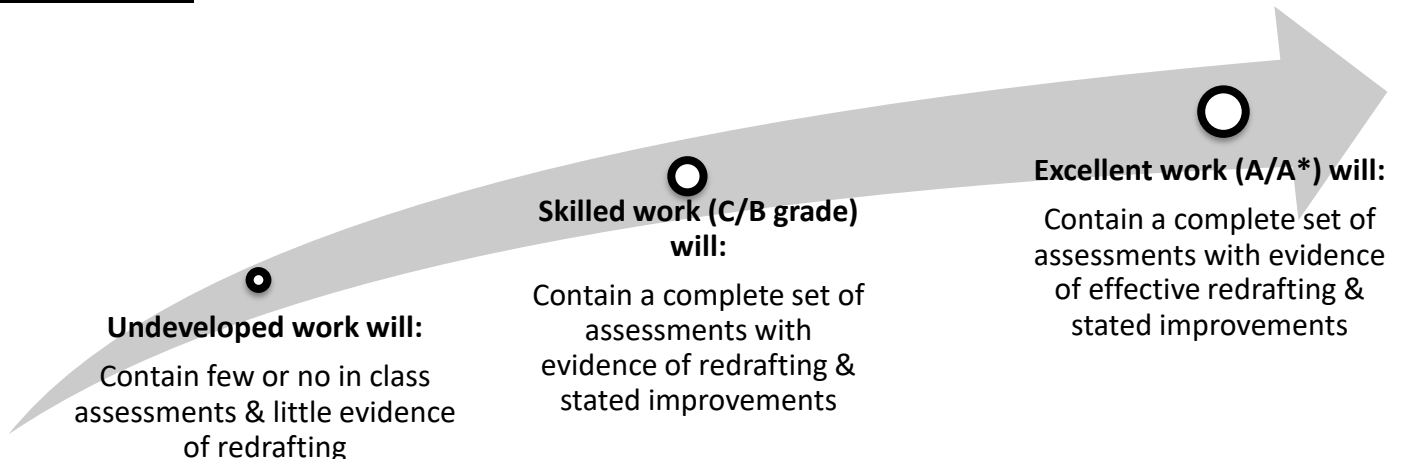 Undeveloped work will:
Contain few or no in class
assessments & little evidence
of redrafting
Skilled work (C/B grade)
will:
Contain a complete set of
assessments with
evidence of redrafting &
stated improvements
Excellent work (A/A*) will:
Contain a complete set of
assessments with evidence
of effective redrafting &
stated improvements